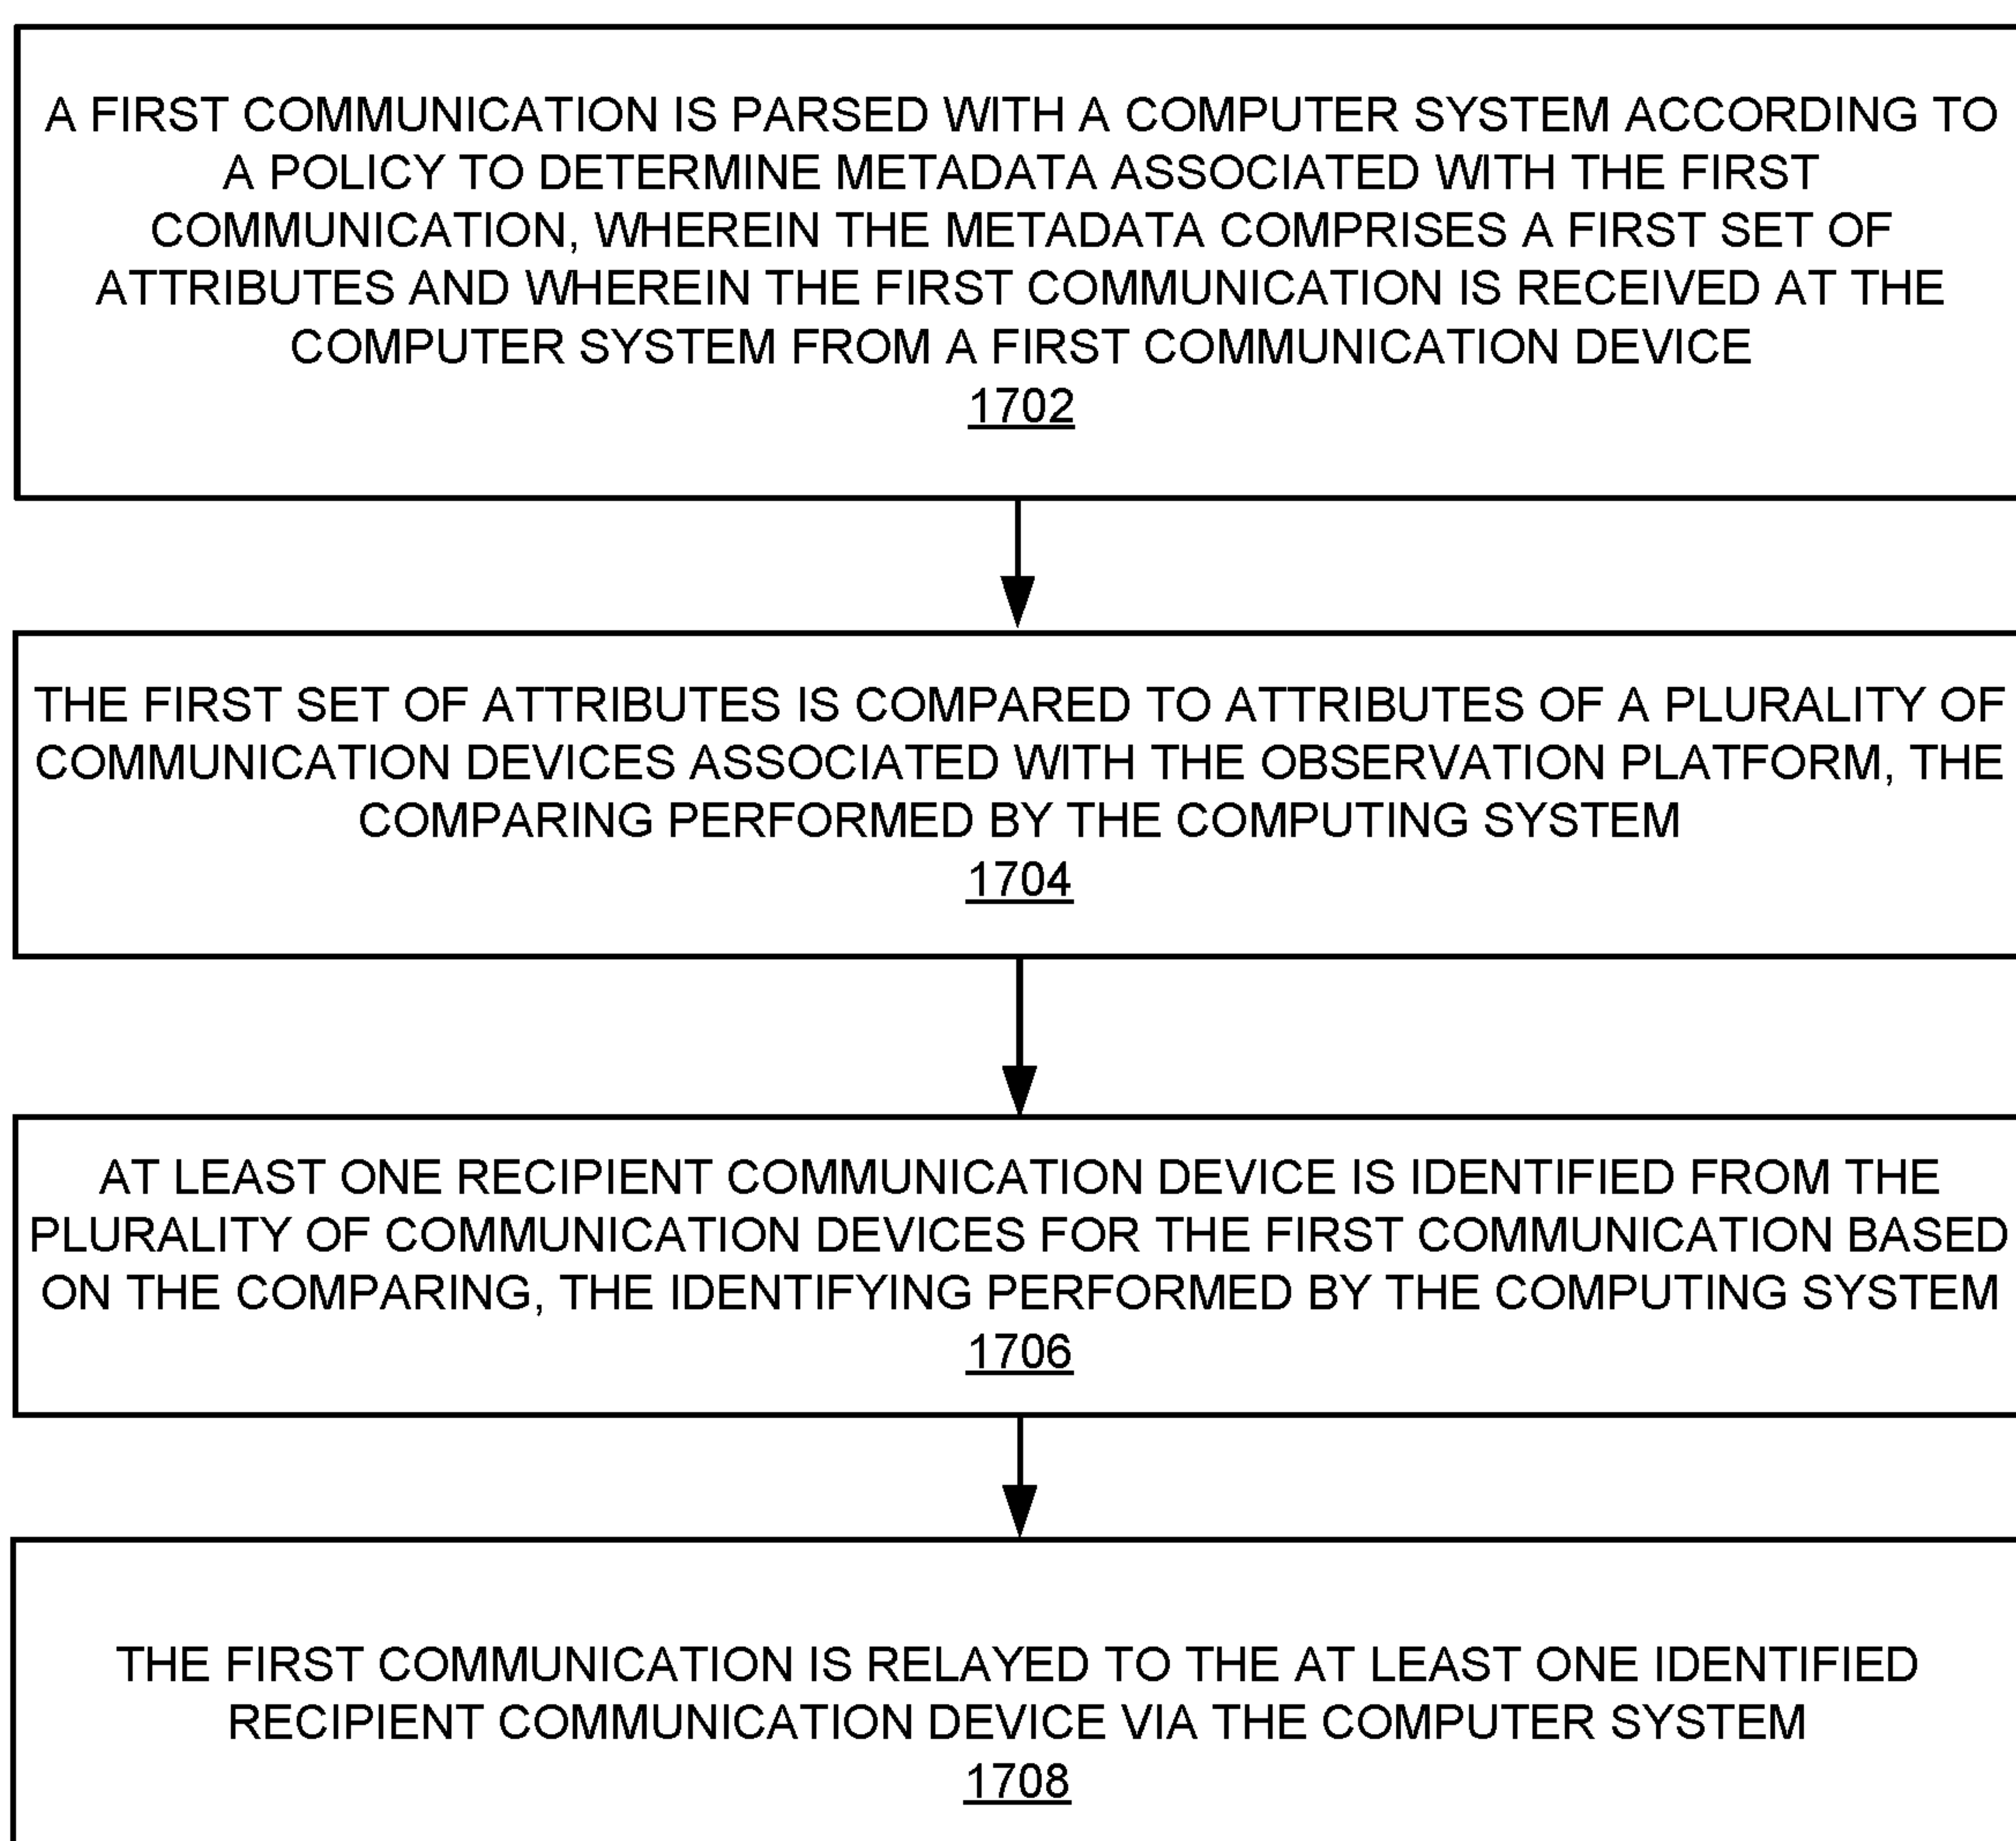 A FIRST COMMUNICATION IS PARSED WITH A COMPUTER SYSTEM ACCORDING TO
A POLICY TO DETERMINE METADATA ASSOCIATED WITH THE FIRST
COMMUNICATION, WHEREIN THE METADATA COMPRISES A FIRST SET OF
ATTRIBUTES AND WHEREIN THE FIRST COMMUNICATION IS RECEIVED AT THE
COMPUTER SYSTEM FROM A FIRST COMMUNICATION DEVICE
1702
THE FIRST SET OF ATTRIBUTES IS COMPARED TO ATTRIBUTES OF A PLURALITY OF
COMMUNICATION DEVICES ASSOCIATED WITH THE OBSERVATION PLATFORM, THE
COMPARING PERFORMED BY THE COMPUTING SYSTEM
1704
AT LEAST ONE RECIPIENT COMMUNICATION DEVICE IS IDENTIFIED FROM THE
PLURALITY OF COMMUNICATION DEVICES FOR THE FIRST COMMUNICATION BASED
ON THE COMPARING, THE IDENTIFYING PERFORMED BY THE COMPUTING SYSTEM
1706
THE FIRST COMMUNICATION IS RELAYED TO THE AT LEAST ONE IDENTIFIED
RECIPIENT COMMUNICATION DEVICE VIA THE COMPUTER SYSTEM
1708